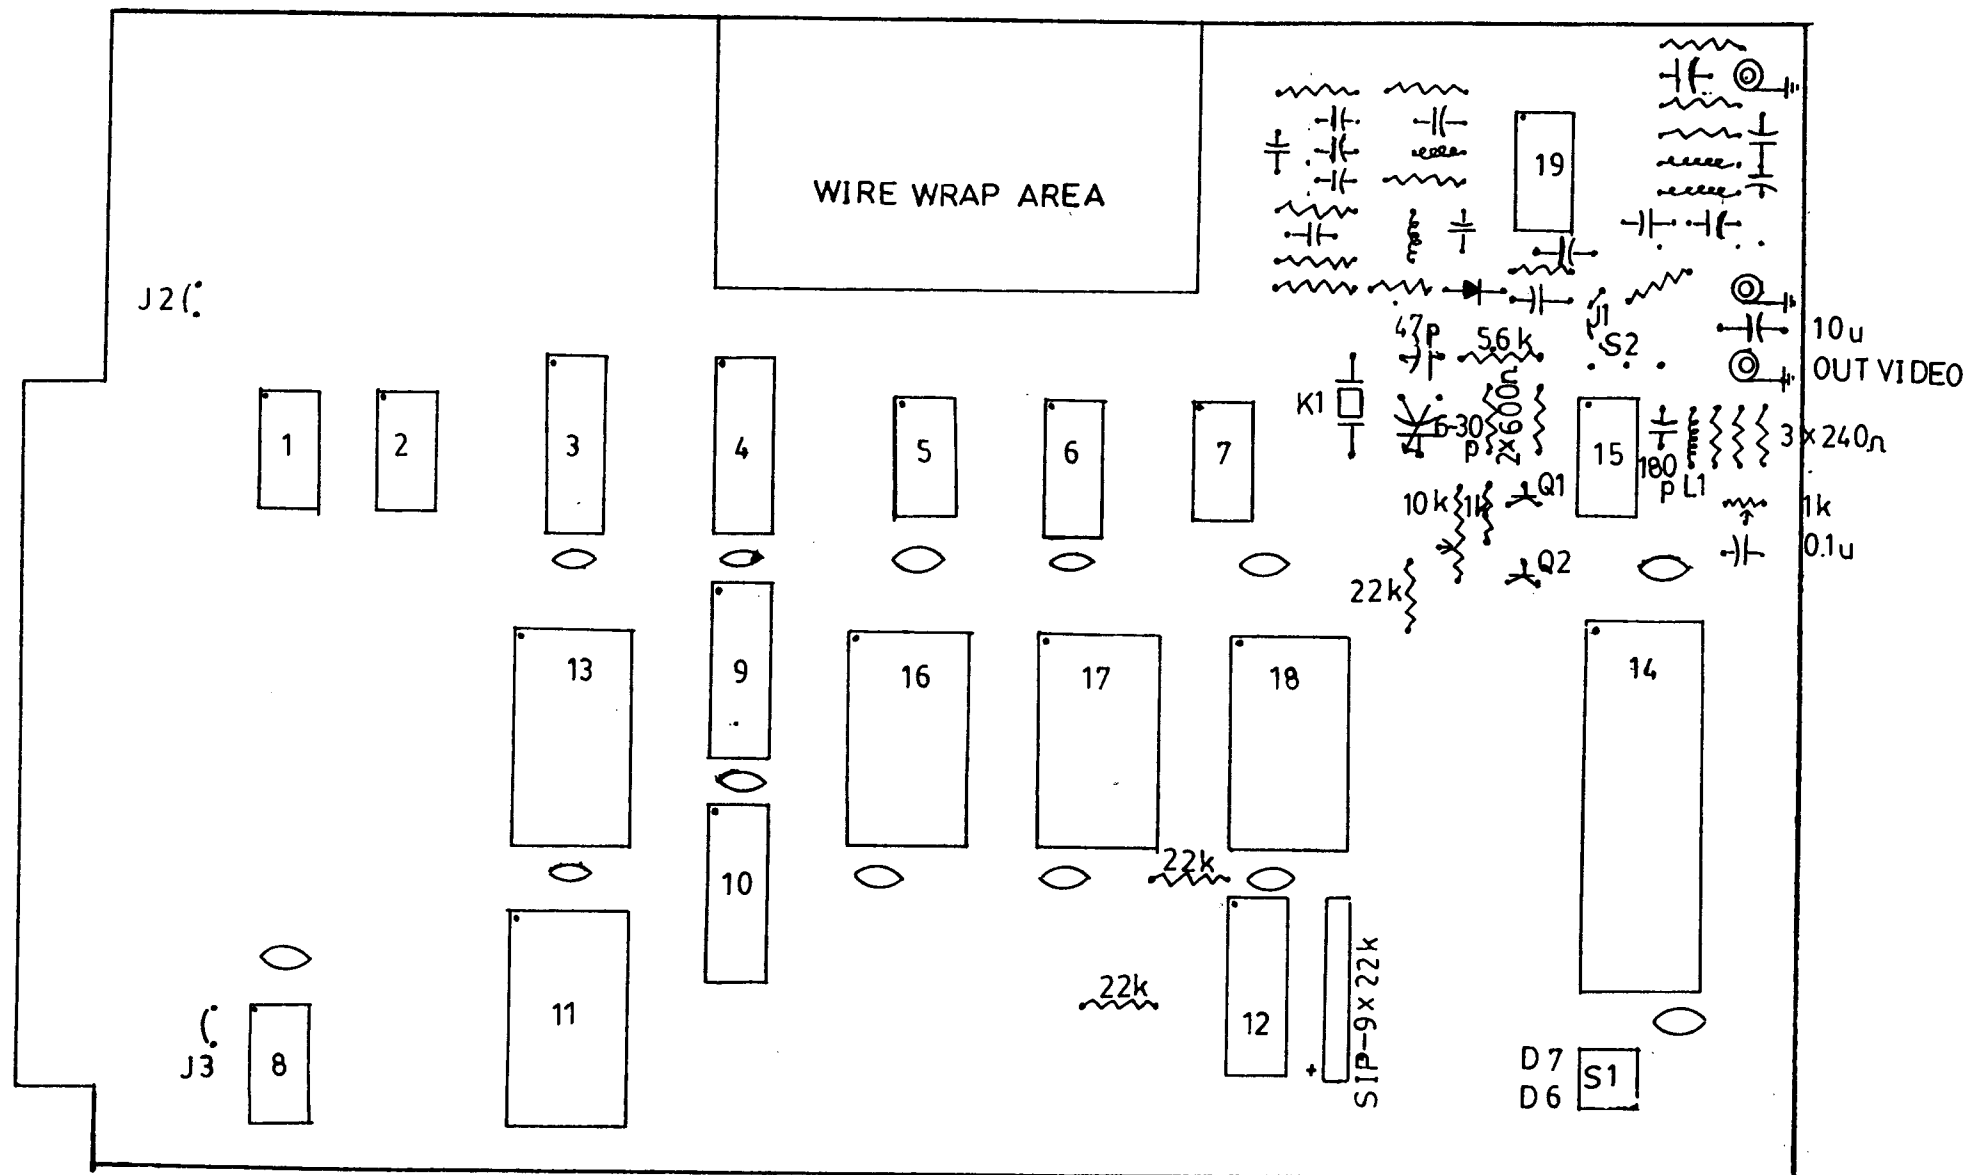 WIRE WRAP AREA
19
J2
J1
S2
47p
5.6k
10u
OUT VIDEO
K1
6-30
p
2x600Ω
1
2
3
4
5
6
7
15
180
p
L1
3x240Ω
10k
1k
Q1
1k
0.1u
Q2
22k
13
9
16
17
18
14
10
22k
22k
11
12
SIP-9x22k
+
J3
8
D7
D6
S1